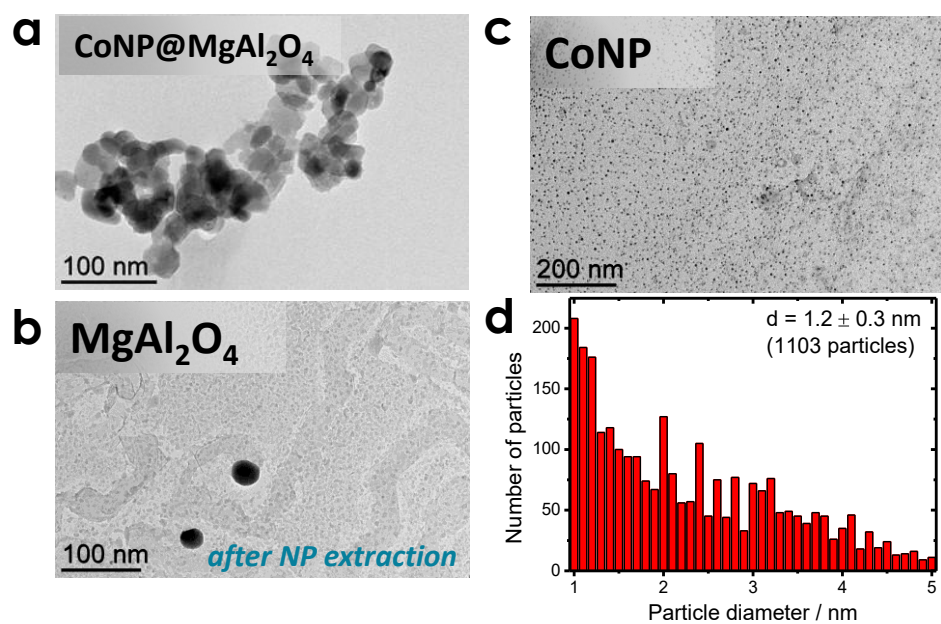 a
CoNP@MgAl₂O₄
100 nm
b
MgAl₂O₄
100 nm
after NP extraction
c
CoNP
200 nm
d
d = 1.2 ± 0.3 nm
(1103 particles)
Number of particles
200
150
100
50
0
1
2
3
4
5
Particle diameter / nm